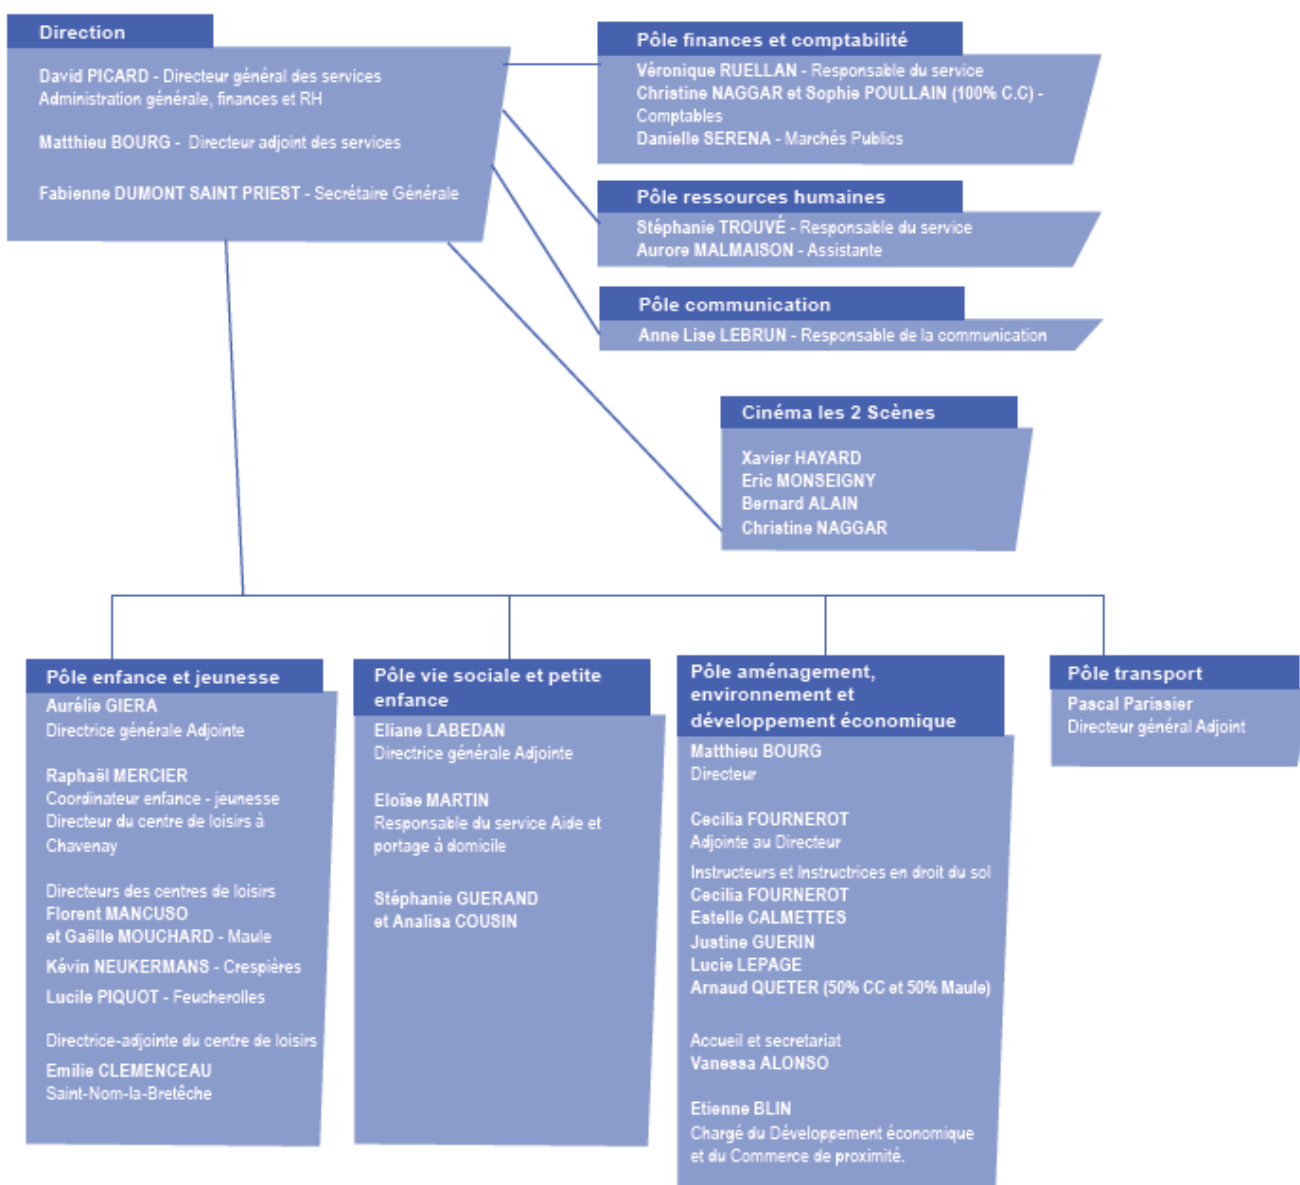 Direction
David PICARD - Directeur général des services
Administration générale, finances et RH
Matthieu BOURG - Directeur adjoint des services
Fabienne DUMONT SAINT PRIEST - Secrétaire Générale
Pôle finances et comptabilité
Véronique RUELLAN - Responsable du service
Christine NAGGAR et Sophie POULLAIN (100% C.C) -
Comptables
Danielle SERENA - Marchés Publics
Pôle ressources humaines
Stéphanie TROUVÉ - Responsable du service
Aurore MALMAISON - Assistante
Pôle communication
Anne Lise LEBRUN - Responsable de la communication
Cinéma les 2 Scènes
Xavier HAYARD
Eric MONSEIGNY
Bernard ALAIN
Christine NAGGAR
Pôle enfance et jeunesse
Aurélie GIERA
Directrice générale Adjointe
Raphaël MERCIER
Coordinateur enfance - jeunesse
Directeur du centre de loisirs à
Chavenay
Directeurs des centres de loisirs
Florent MANCUSO
et Gaëlle MOUCHARD - Maule
Kévin NEUKERMANS - Crespières
Lucile PIQUOT - Feucherolles
Directrice-adjointe du centre de loisirs
Emilie CLEMENCEAU
Saint-Nom-la-Bretêche
Pôle vie sociale et petite
enfance
Eliane LABEDAN
Directrice générale Adjointe
Eloïse MARTIN
Responsable du service Aide et
portage à domicile
Stéphanie GUERAND
et Analisa COUSIN
Pôle aménagement,
environnement et
développement économique
Matthieu BOURG
Directeur
Cecilia FOURNEROT
Adjointe au Directeur
Instructeurs et Instructrices en droit du sol
Cecilia FOURNEROT
Estelle CALMETTES
Justine GUERIN
Lucie LEPAGE
Arnaud QUETER (50% CC et 50% Maule)
Accueil et secretariat
Vanessa ALONSO
Etienne BLIN
Chargé du Développement économique
et du Commerce de proximité.
Pôle transport
Pascal Parissier
Directeur général Adjoint